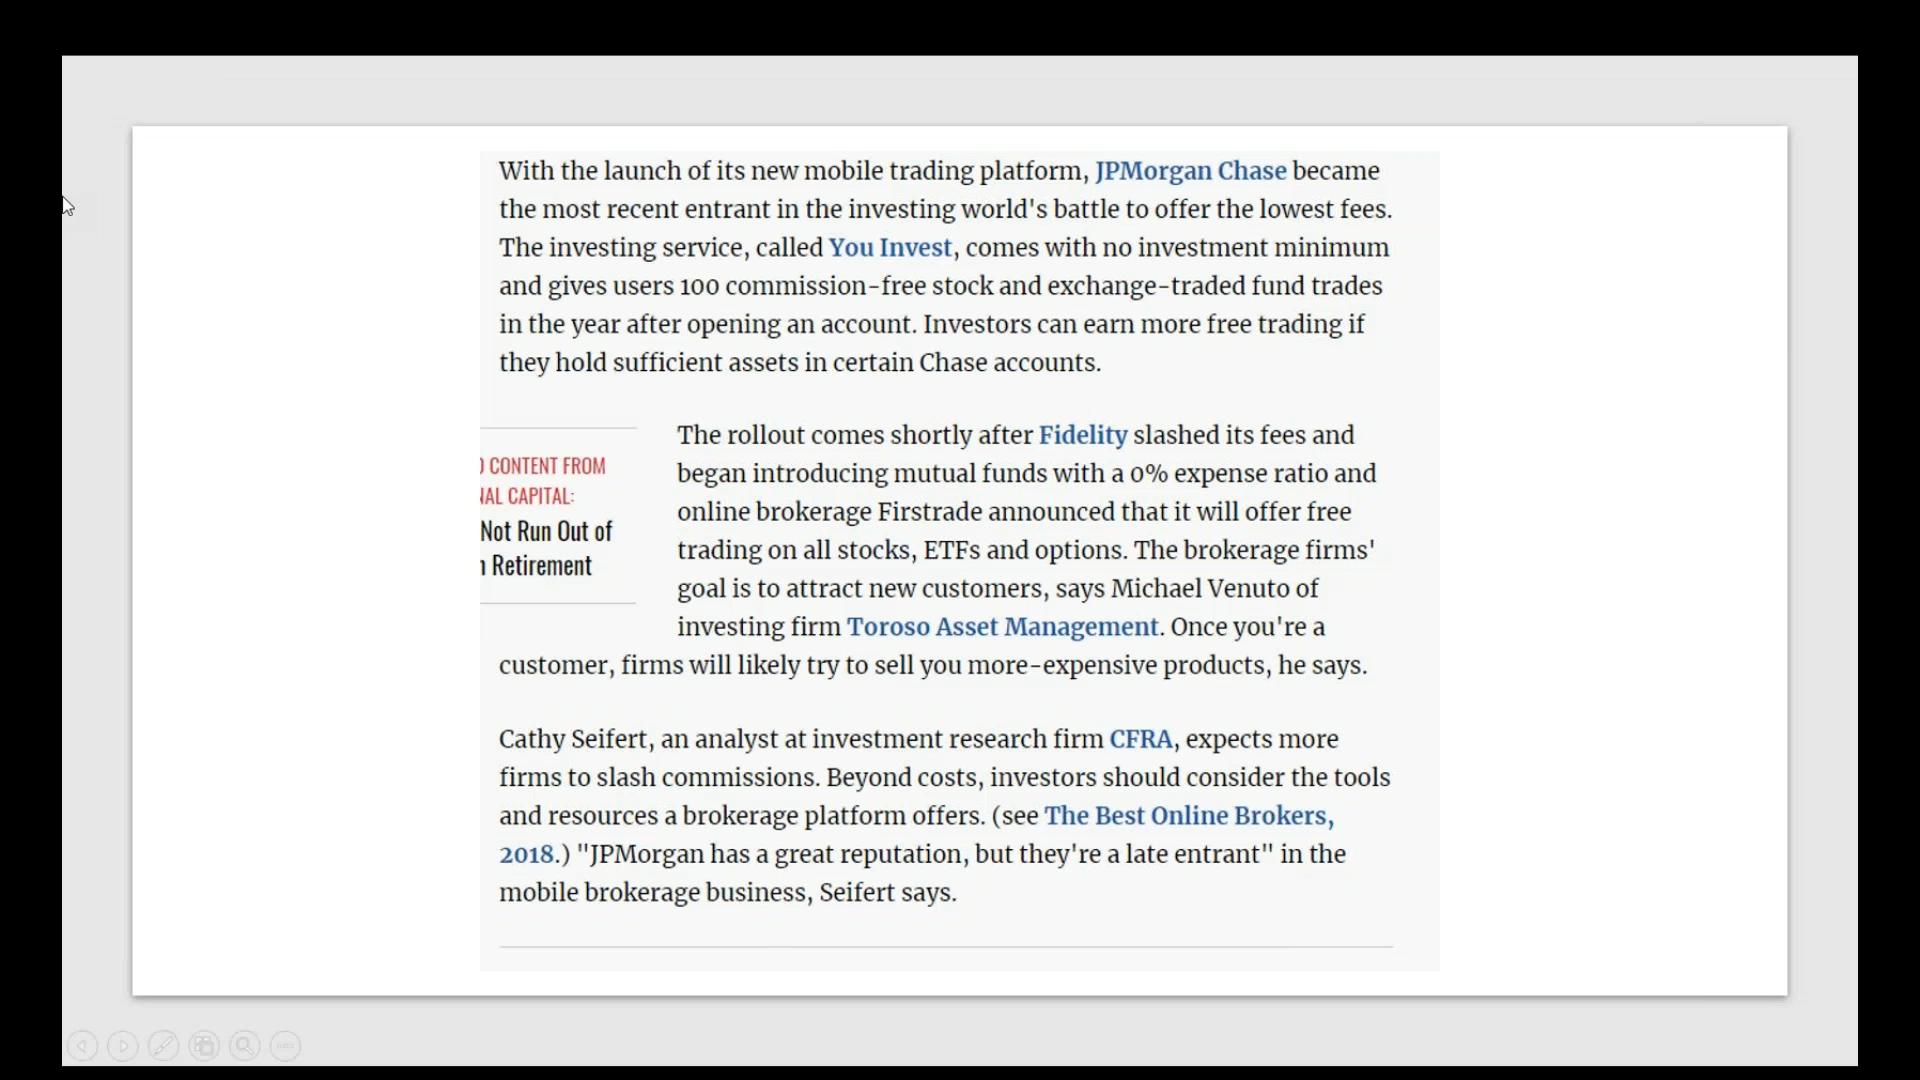 With the launch of its new mobile trading platform, JPMorgan Chase became
the most recent entrant in the investing world's battle to offer the lowest fees.
The investing service, called You Invest, comes with no investment minimum
and gives users 100 commission-free stock and exchange-traded fund trades
in the year after opening an account. Investors can earn more free trading if
they hold sufficient assets in certain Chase accounts.
CONTENT FROM
NAL CAPITAL:
Not Run Out of
n Retirement
The rollout comes shortly after Fidelity slashed its fees and
began introducing mutual funds with a 0% expense ratio and
online brokerage Firstrade announced that it will offer free
trading on all stocks, ETFs and options. The brokerage firms'
goal is to attract new customers, says Michael Venuto of
investing firm Toroso Asset Management. Once you're a
customer, firms will likely try to sell you more-expensive products, he says.
Cathy Seifert, an analyst at investment research firm CFRA, expects more
firms to slash commissions. Beyond costs, investors should consider the tools
and resources a brokerage platform offers. (see The Best Online Brokers,
2018.) "JPMorgan has a great reputation, but they're a late entrant" in the
mobile brokerage business, Seifert says.